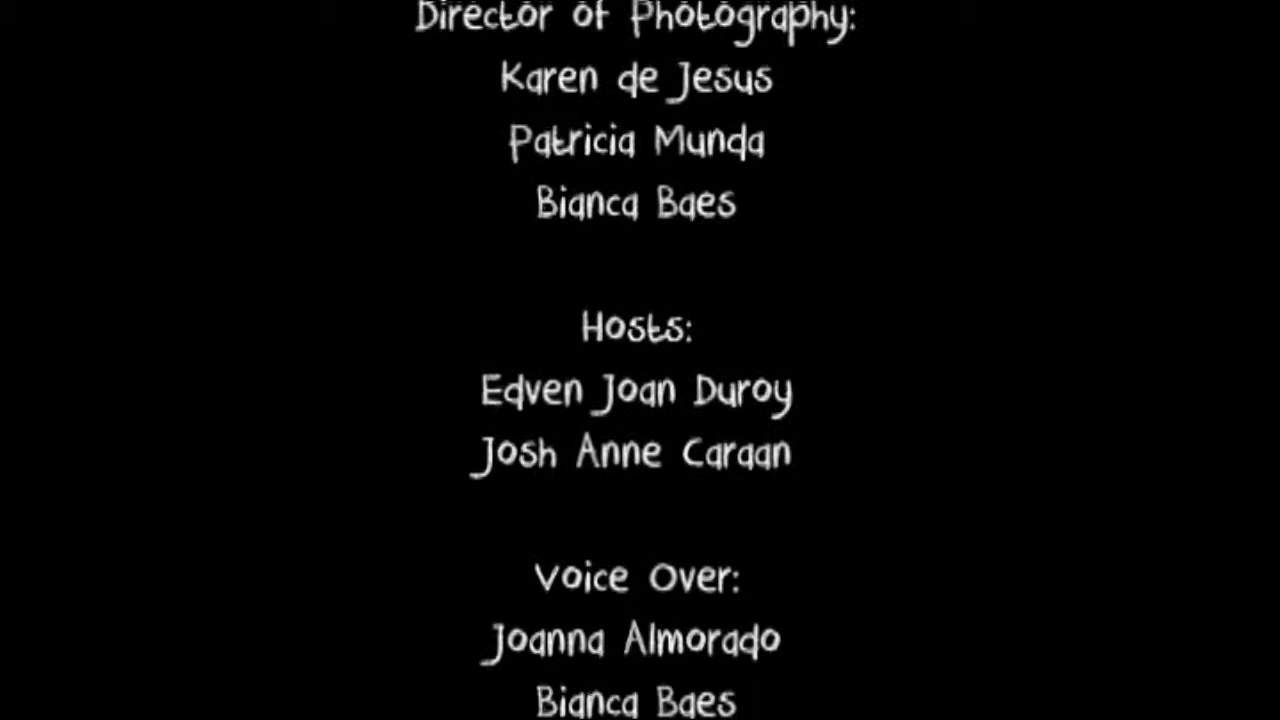 Director of Photography:
Karen de Jesus
Patricia Munda
Bianca Baes
Hosts:
Edven Joan Duroy
Josh Anne Caraan
Voice Over:
Joanna Almorado
Bianca Baes